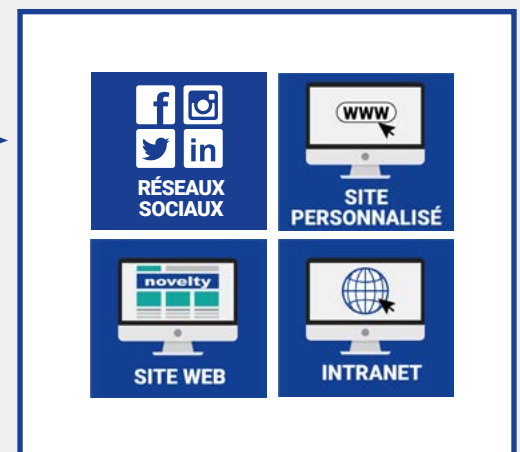 RÉSEAUX
SOCIAUX
www
SITE
PERSONNALISÉ
novelty
SITE WEB
INTRANET